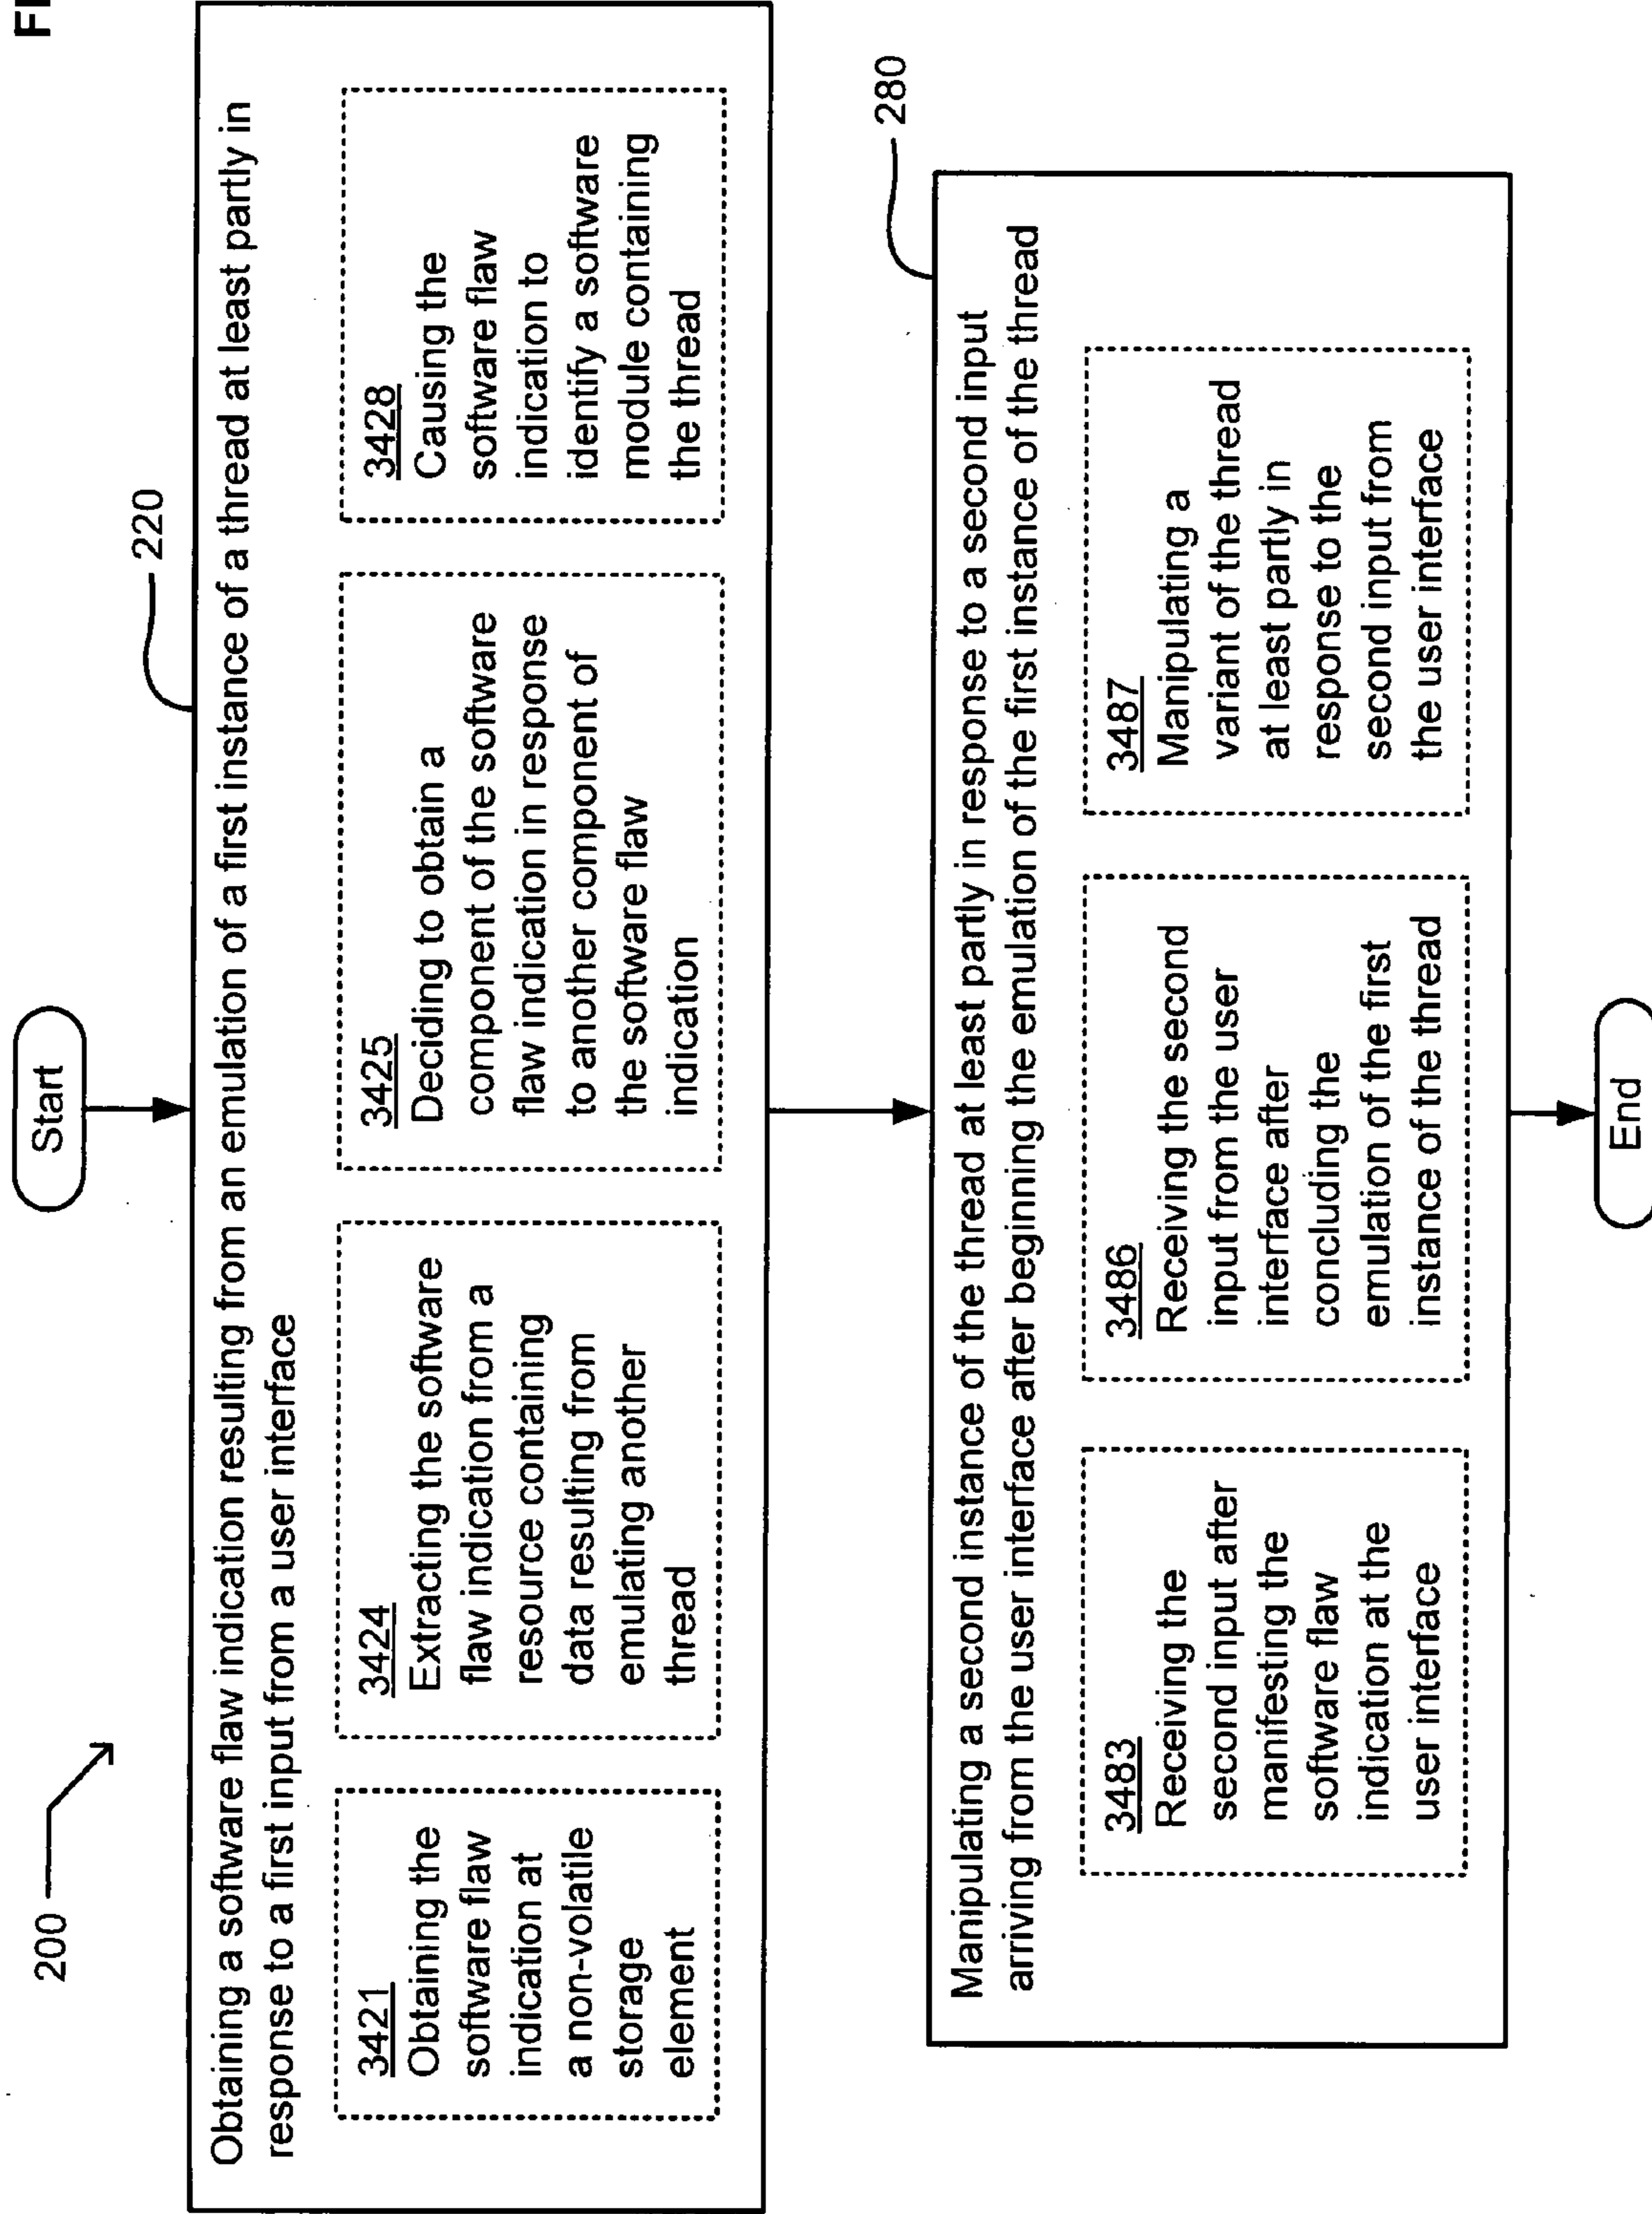 FI
200
Start
220
Obtaining a software flaw indication resulting from an emulation of a first instance of a thread at least partly in
response to a first input from a user interface
3421
Obtaining the
software flaw
indication at
a non-volatile
storage
element
3424
Extracting the software
flaw indication from a
resource containing
data resulting from
emulating another
thread
3425
Deciding to obtain a
component of the software
flaw indication in response
to another component of
the software flaw
indication
3428
Causing the
software flaw
indication to
identify a software
module containing
the thread
280
Manipulating a second instance of the thread at least partly in response to a second input
arriving from the user interface after beginning the emulation of the first instance of the thread
3483
Receiving the
second input after
manifesting the
software flaw
indication at the
user interface
3486
Receiving the second
input from the user
interface after
concluding the
emulation of the first
instance of the thread
3487
Manipulating a
variant of the thread
at least partly in
response to the
second input from
the user interface
End